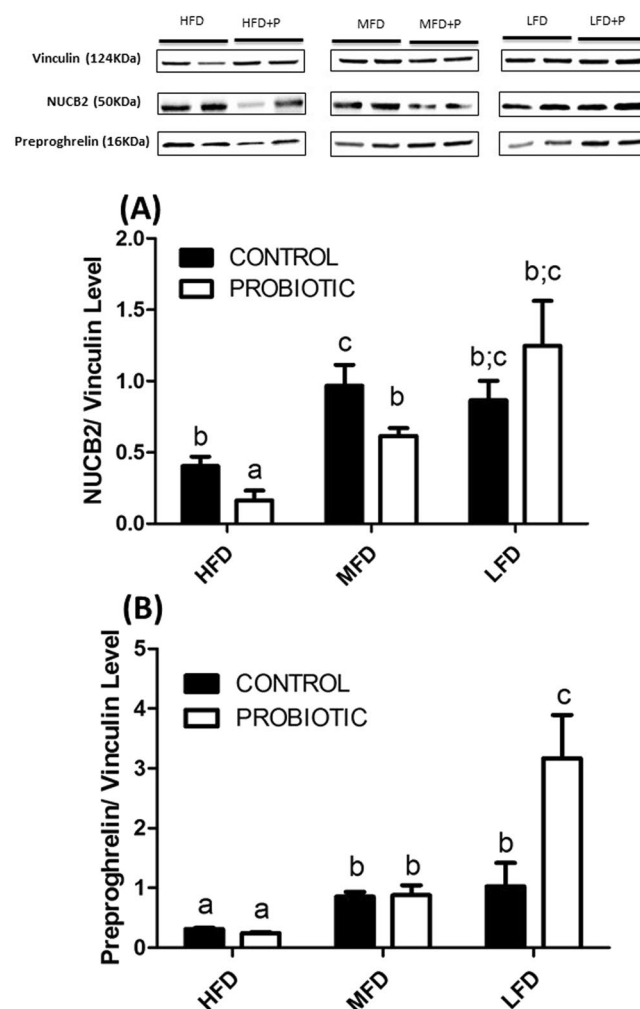 HFD HFD+P MFD MFD+P LFD LFD+P
Vinculin (124KDa)
NUCB2 (50KDa)
Preproghrelin (16KDa)
(A)
NUCB2/ Vinculin Level
2.0
1.5
1.0
0.5
0.0
CONTROL
PROBIOTIC
b
a
c
b
b;c
b;c
HFD
MFD
LFD
(B)
Preproghrelin/ Vinculin Level
5
4
3
2
1
0
CONTROL
PROBIOTIC
a
a
b
b
b
c
HFD
MFD
LFD